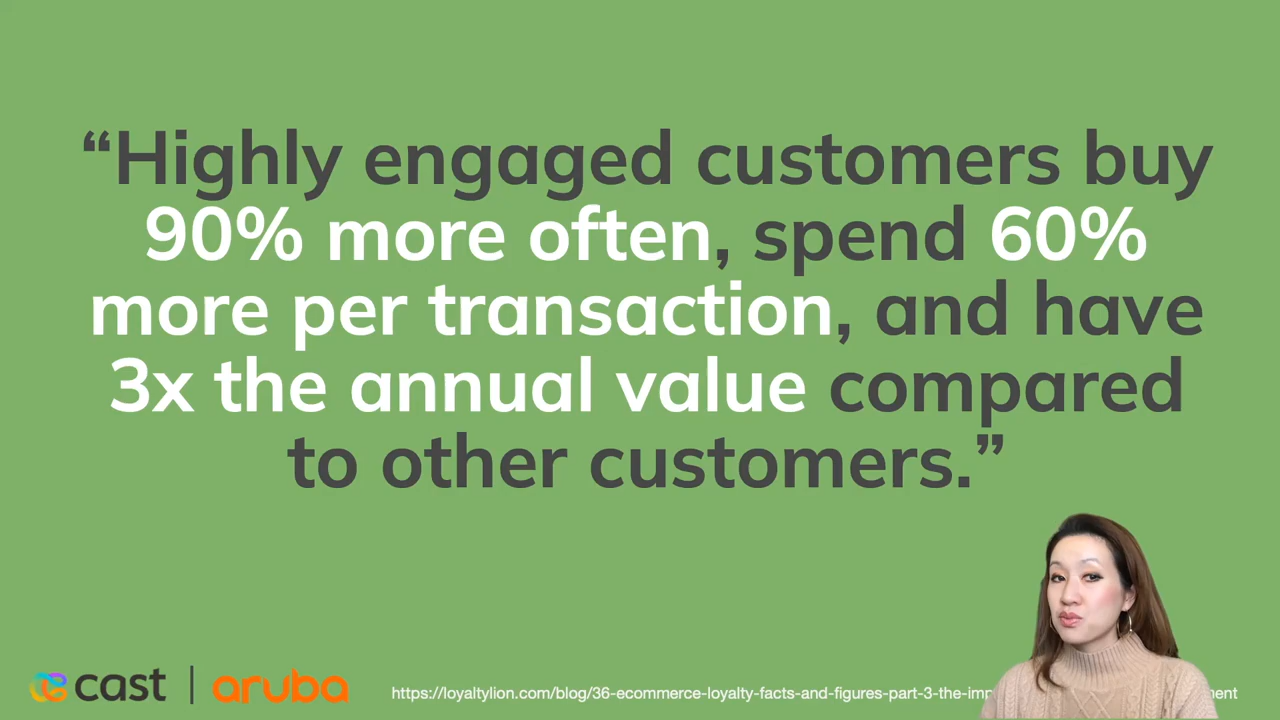 “Highly engaged customers buy
90% more often, spend 60%
more per transaction, and have
3x the annual value compared
to other customers.”
cast | aruba
https://loyaltylion.com/blog/36-ecommerce-loyalty-facts-and-figures-part-3-the-imp